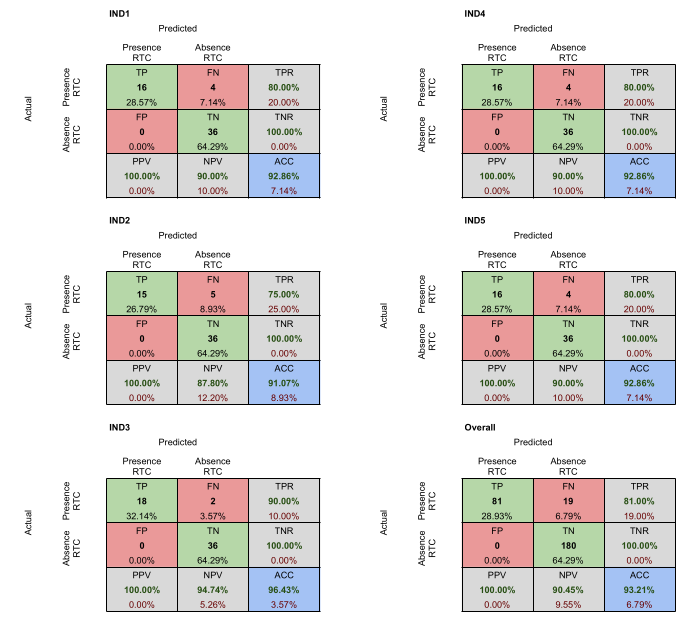 IND1
Predicted
Presence RTC Absence RTC
Actual
Presence RTC
TP FN TPR
16 4 80.00%
28.57% 7.14% 20.00%
Absence RTC
FP TN TNR
0 36 100.00%
0.00% 64.29% 0.00%
PPV NPV ACC
100.00% 90.00% 92.86%
0.00% 10.00% 7.14%
IND2
Predicted
Presence RTC Absence RTC
Actual
Presence RTC
TP FN TPR
15 5 75.00%
26.79% 8.93% 25.00%
Absence RTC
FP TN TNR
0 36 100.00%
0.00% 64.29% 0.00%
PPV NPV ACC
100.00% 87.80% 91.07%
0.00% 12.20% 8.93%
IND3
Predicted
Presence RTC Absence RTC
Actual
Presence RTC
TP FN TPR
18 2 90.00%
32.14% 3.57% 10.00%
Absence RTC
FP TN TNR
0 36 100.00%
0.00% 64.29% 0.00%
PPV NPV ACC
100.00% 94.74% 96.43%
0.00% 5.26% 3.57%
IND4
Predicted
Presence RTC Absence RTC
Actual
Presence RTC
TP FN TPR
16 4 80.00%
28.57% 7.14% 20.00%
Absence RTC
FP TN TNR
0 36 100.00%
0.00% 64.29% 0.00%
PPV NPV ACC
100.00% 90.00% 92.86%
0.00% 10.00% 7.14%
IND5
Predicted
Presence RTC Absence RTC
Actual
Presence RTC
TP FN TPR
16 4 80.00%
28.57% 7.14% 20.00%
Absence RTC
FP TN TNR
0 36 100.00%
0.00% 64.29% 0.00%
PPV NPV ACC
100.00% 90.00% 92.86%
0.00% 10.00% 7.14%
Overall
Predicted
Presence RTC Absence RTC
Actual
Presence RTC
TP FN TPR
81 19 81.00%
28.93% 6.79% 19.00%
Absence RTC
FP TN TNR
0 180 100.00%
0.00% 64.29% 0.00%
PPV NPV ACC
100.00% 90.45% 93.21%
0.00% 9.55% 6.79%